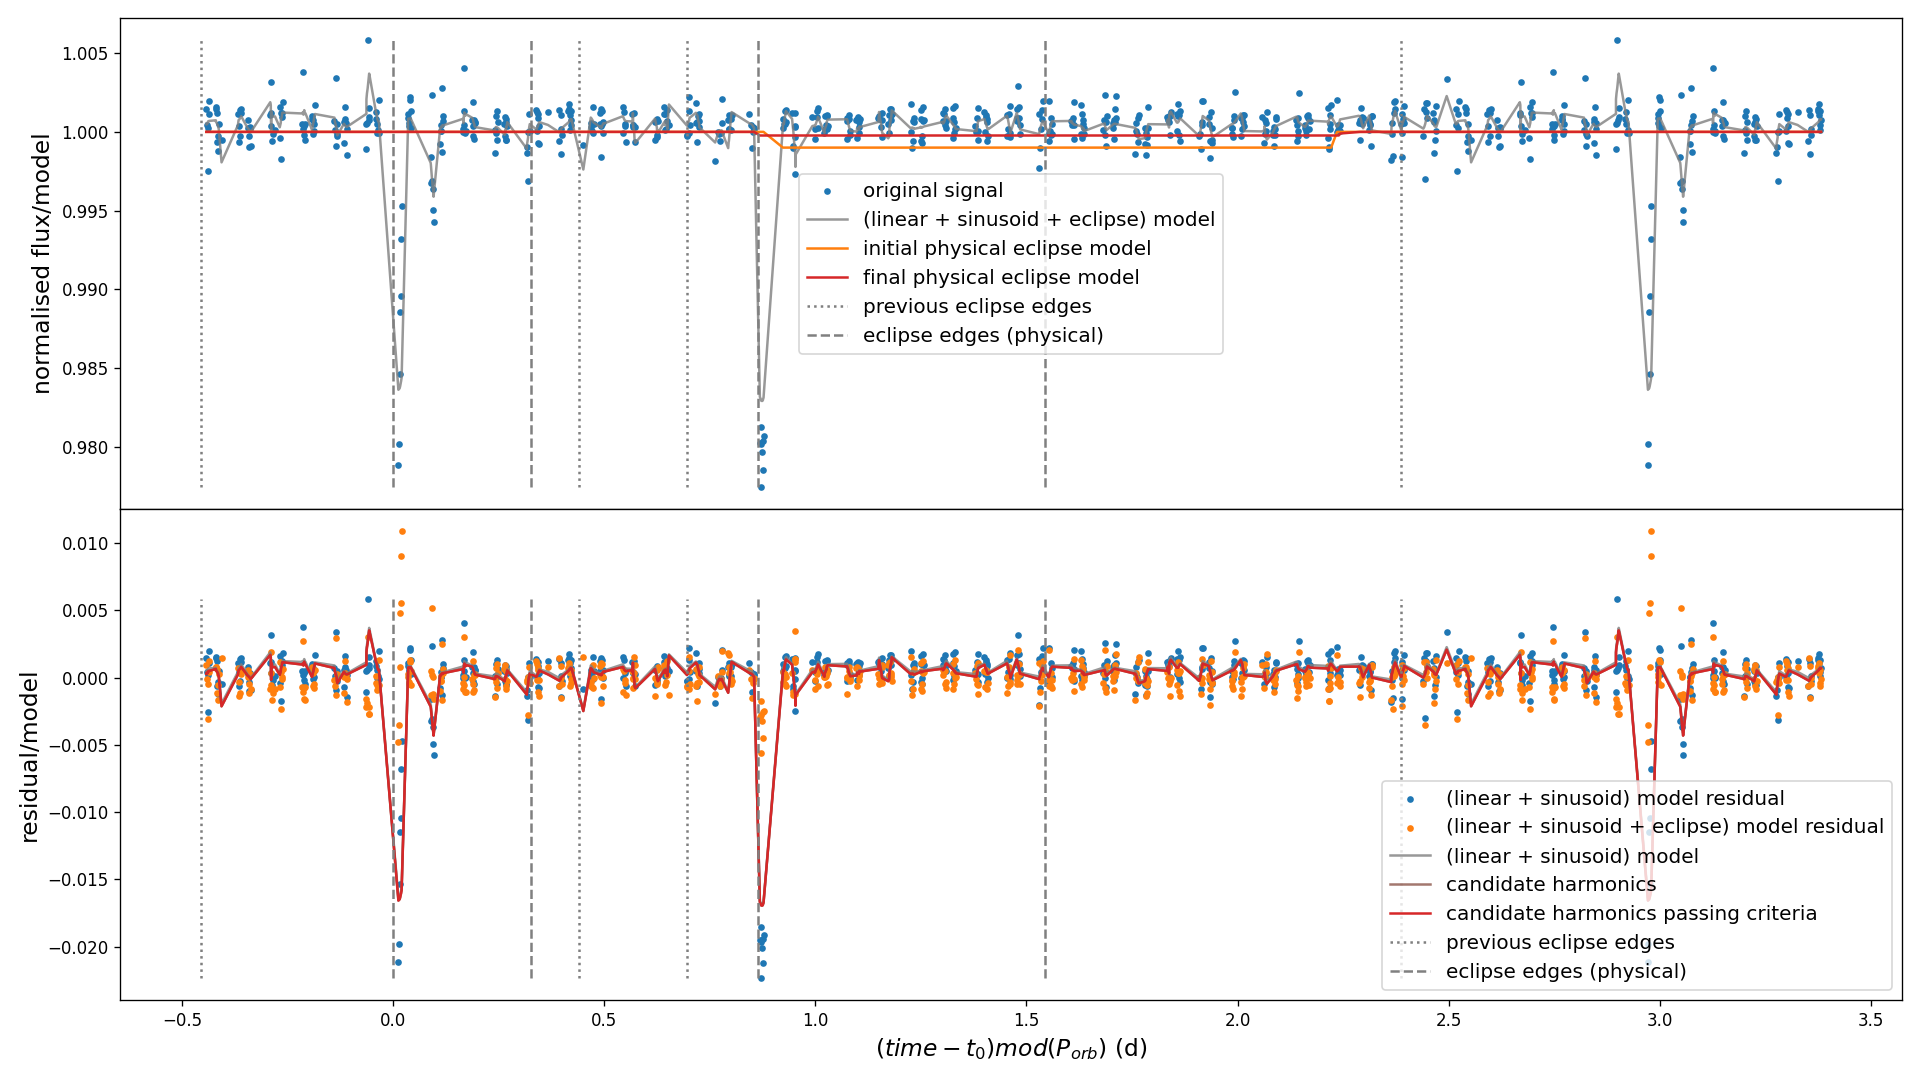 1.005
1.000
0.995
0.990
0.985
0.980
normalised flux/model
original signal
(linear + sinusoid + eclipse) model
initial physical eclipse model
final physical eclipse model
previous eclipse edges
eclipse edges (physical)
0.010
0.005
0.000
−0.005
−0.010
−0.015
−0.020
residual/model
(linear + sinusoid) model residual
(linear + sinusoid + eclipse) model residual
(linear + sinusoid) model
candidate harmonics
candidate harmonics passing criteria
previous eclipse edges
eclipse edges (physical)
−0.5 0.0 0.5 1.0 1.5 2.0 2.5 3.0 3.5
(time − t₀)mod(P_orb) (d)